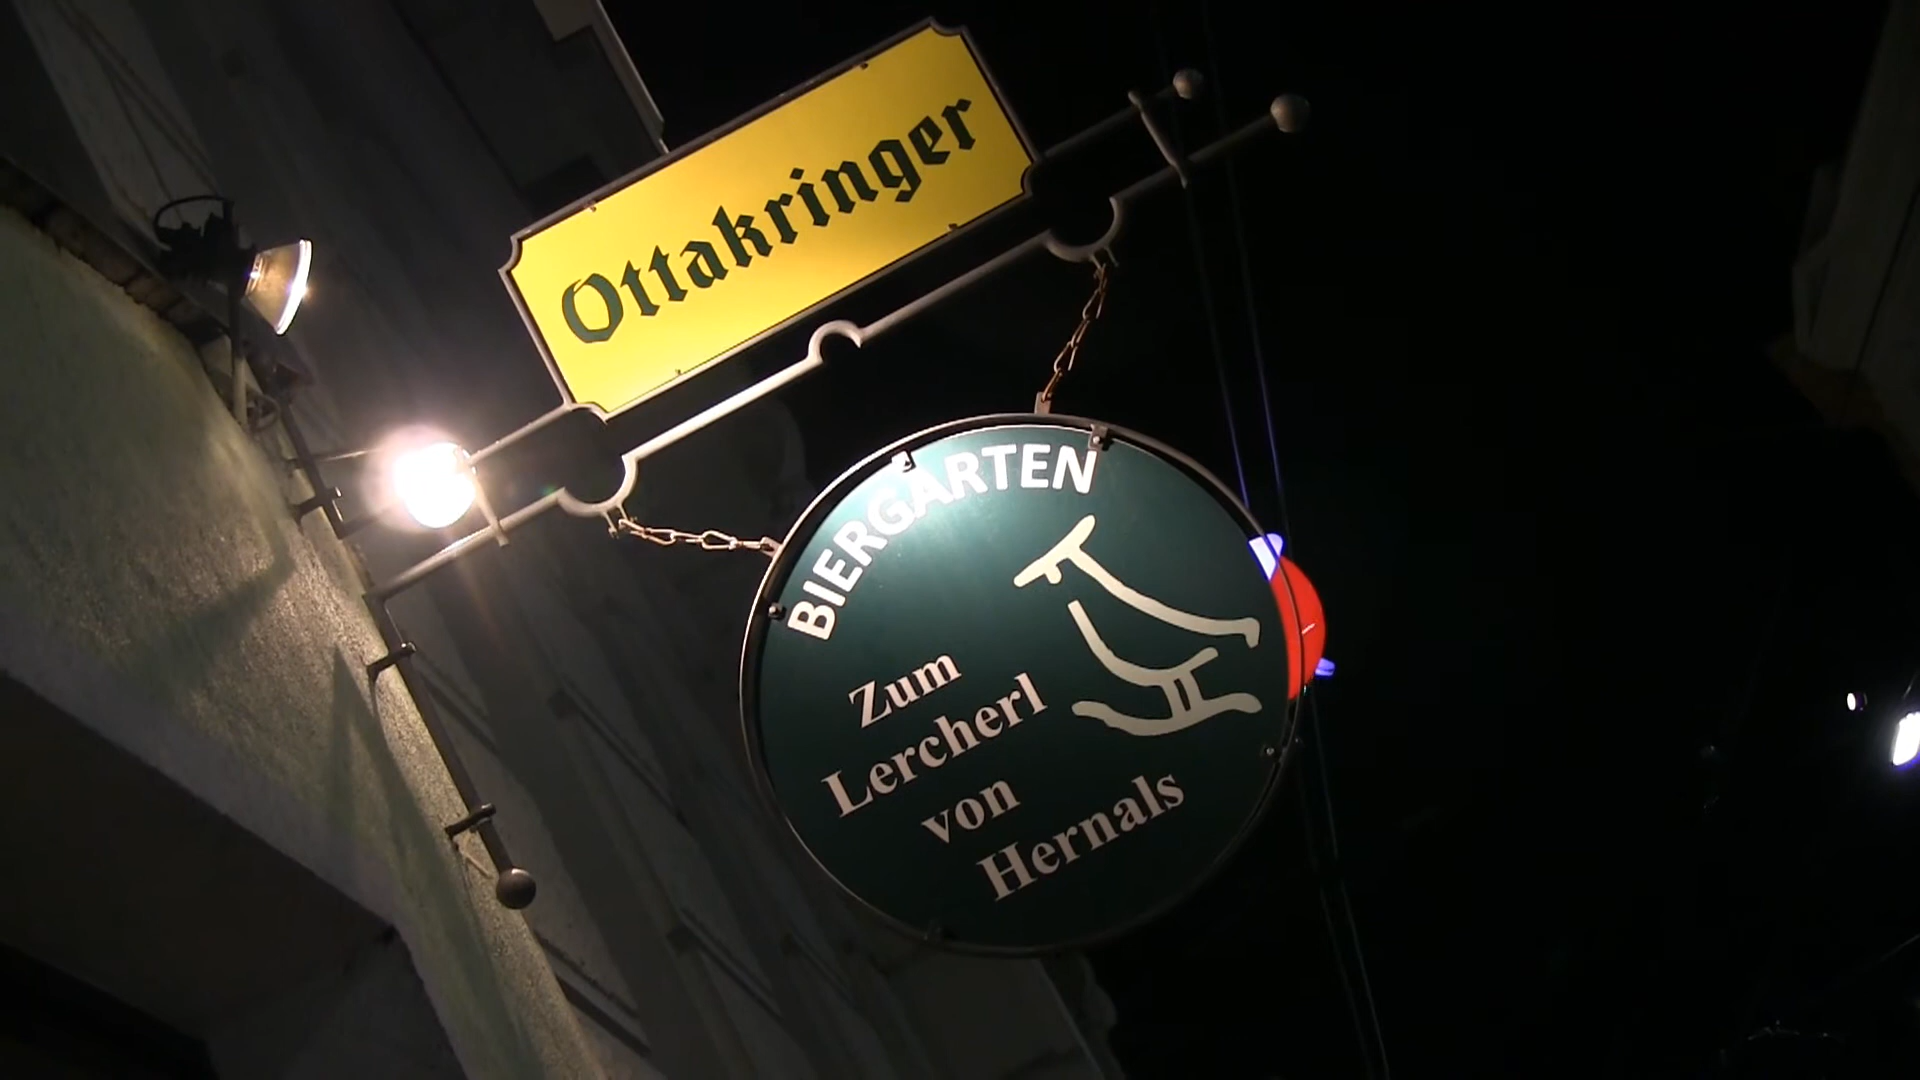 Ottakringer
BIERGARTEN
Zum
Lercherl
von
Hernals